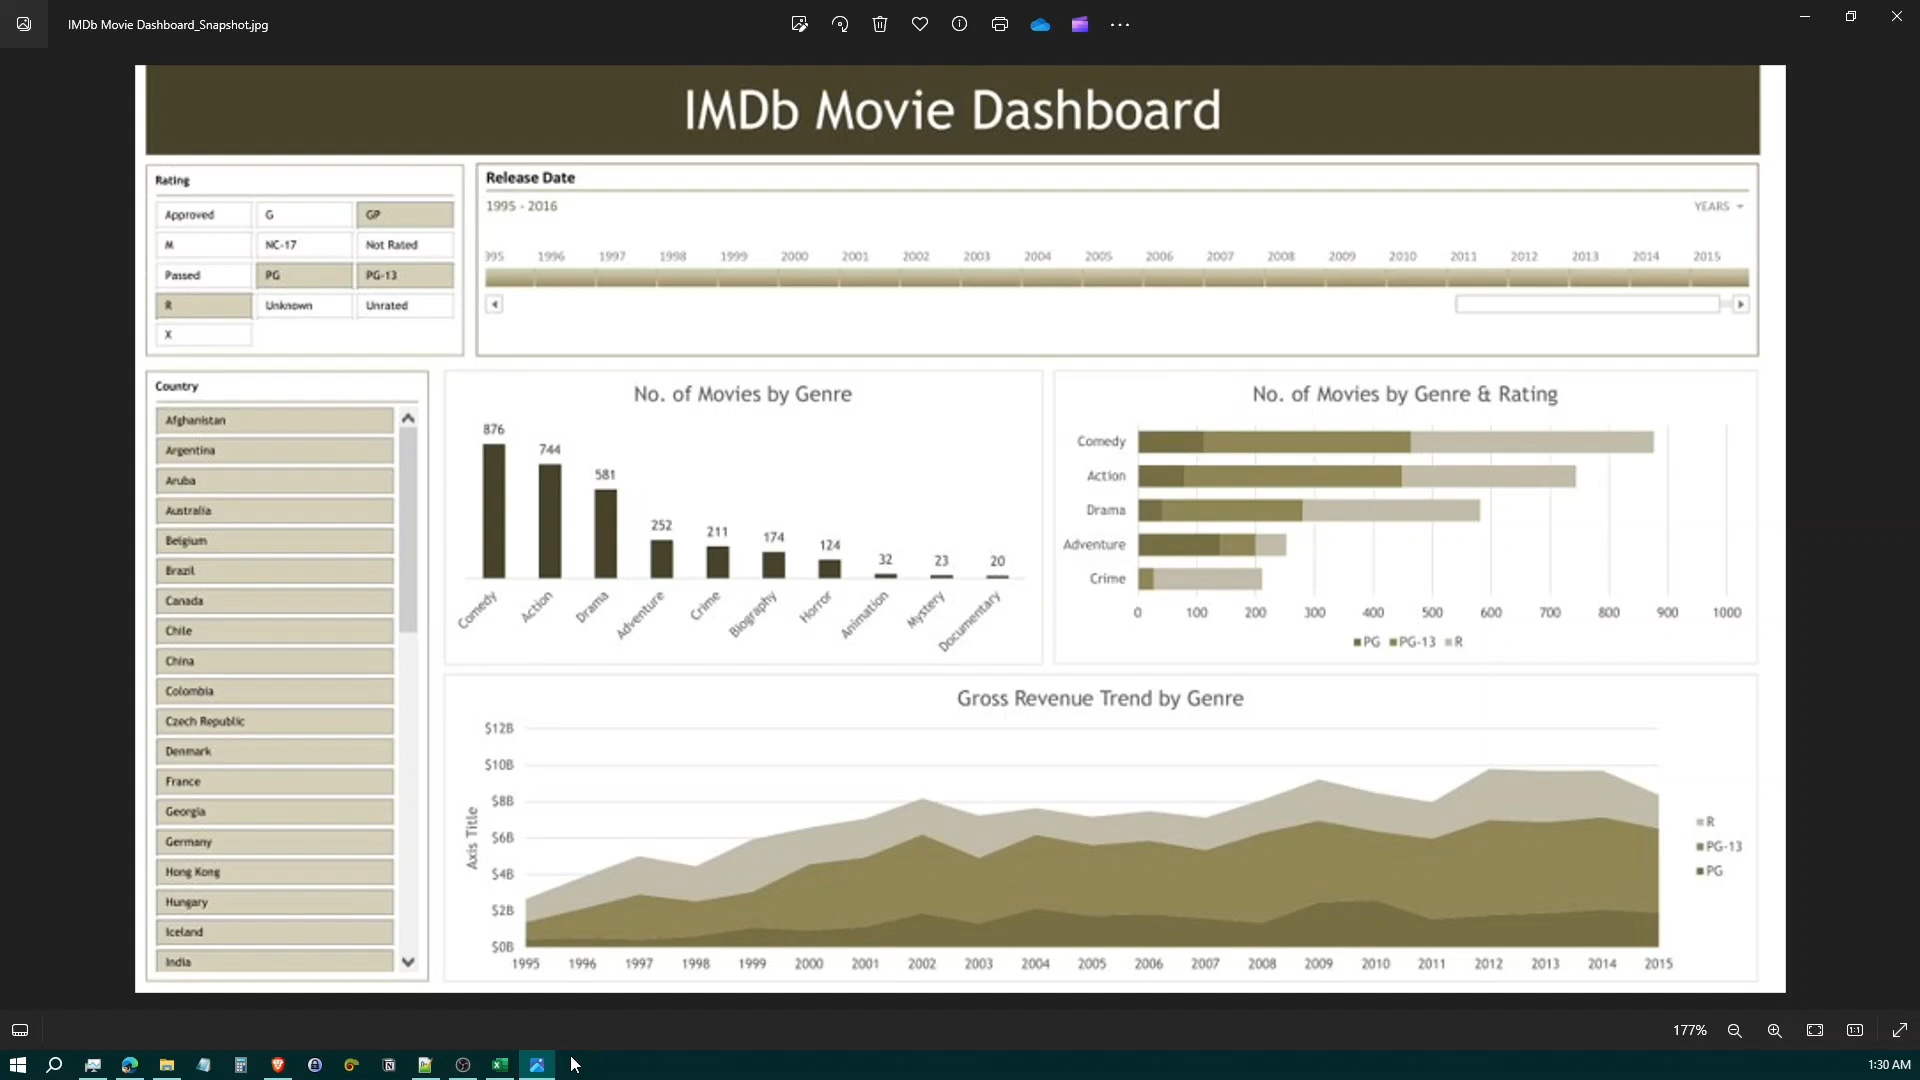 IMDb Movie Dashboard_Snapshot.jpg
IMDb Movie Dashboard
Rating
Approved G GP
M NC-17 Not Rated
Passed PG PG-13
R Unknown Unrated
X
Release Date
1995 - 2016
YEARS
995 1996 1997 1998 1999 2000 2001 2002 2003 2004 2005 2006 2007 2008 2009 2010 2011 2012 2013 2014 2015
Country
Afghanistan
Argentina
Aruba
Australia
Belgium
Brazil
Canada
Chile
China
Colombia
Czech Republic
Denmark
France
Georgia
Germany
Hong Kong
Hungary
Iceland
India
No. of Movies by Genre
876
744
581
252
211
174
124
32
23
20
Comedy Action Drama Adventure Crime Biography Horror Animation Mystery Documentary
No. of Movies by Genre & Rating
Comedy
Action
Drama
Adventure
Crime
0 100 200 300 400 500 600 700 800 900 1000
PG PG-13 R
Gross Revenue Trend by Genre
Axis Title
$12B
$10B
$8B
$6B
$4B
$2B
$0B
1995 1996 1997 1998 1999 2000 2001 2002 2003 2004 2005 2006 2007 2008 2009 2010 2011 2012 2013 2014 2015
R
PG-13
PG
177%
1:30 AM